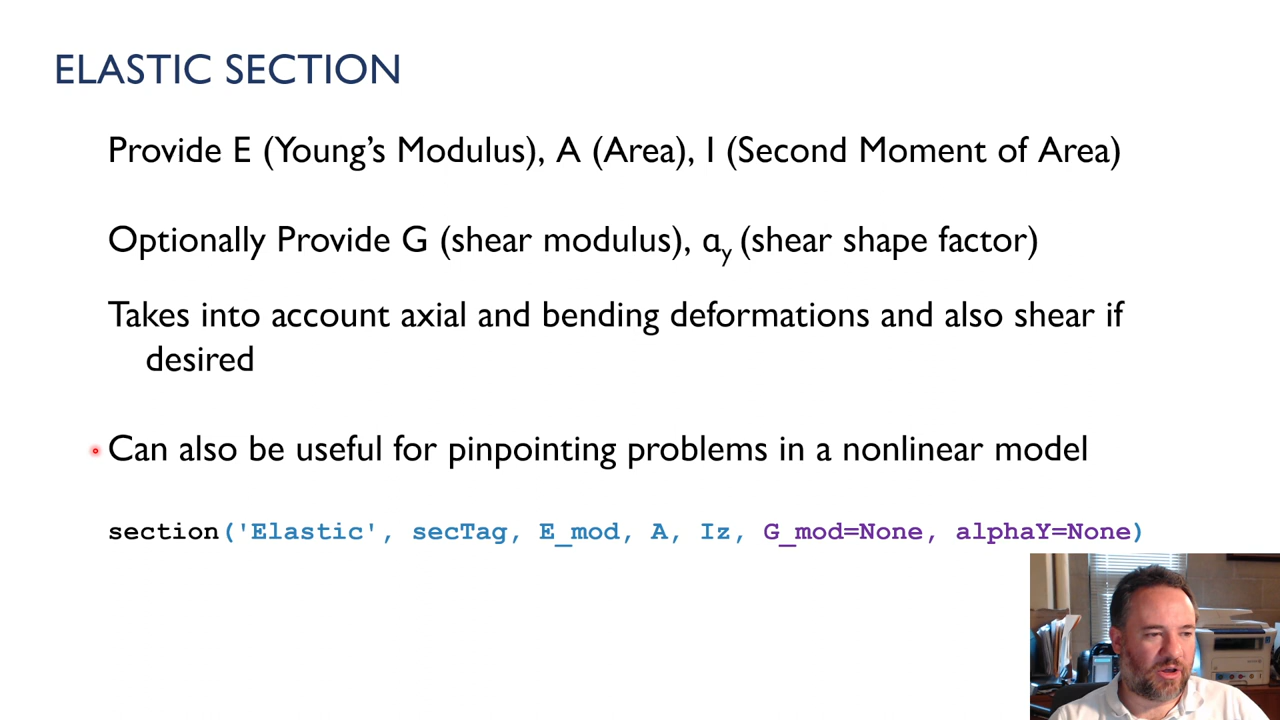 ELASTIC SECTION
Provide E (Young's Modulus), A (Area), I (Second Moment of Area)
Optionally Provide G (shear modulus), αy (shear shape factor)
Takes into account axial and bending deformations and also shear if
desired
Can also be useful for pinpointing problems in a nonlinear model
section('Elastic', secTag, E_mod, A, Iz, G_mod=None, alphaY=None)